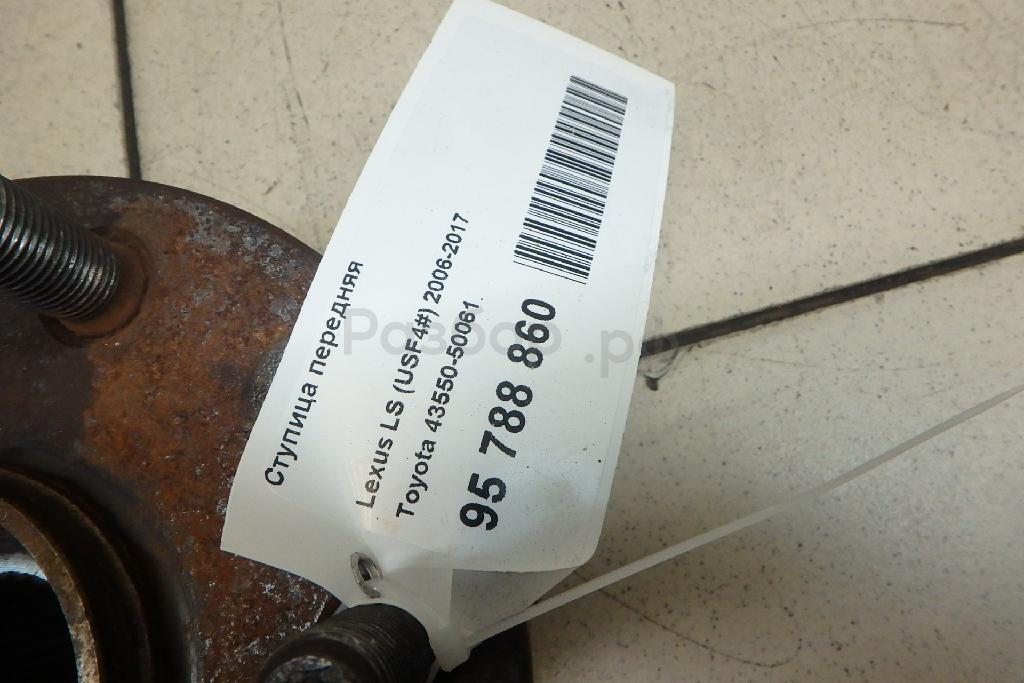 Ступица передняя
Lexus LS (USF4#) 2006-2017
Toyota 43550-50061
95 788 860